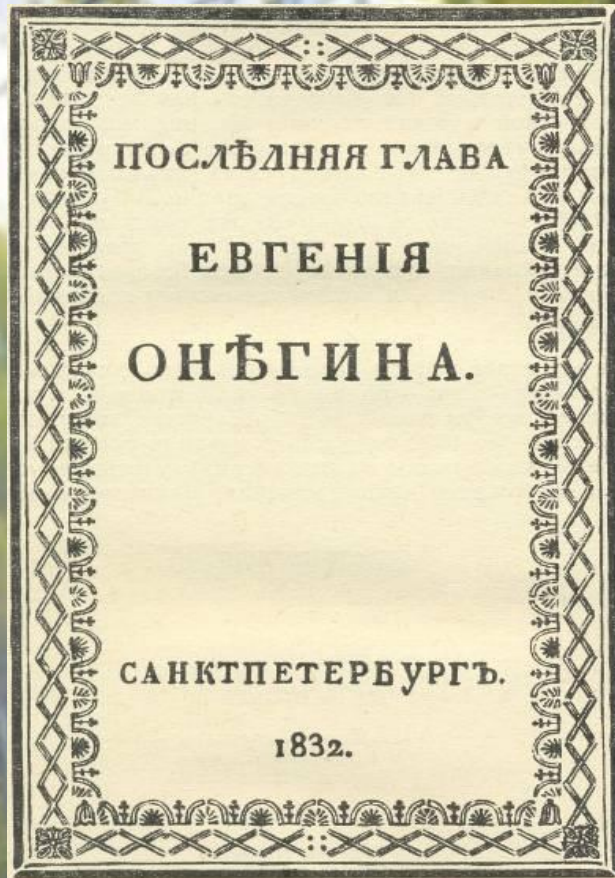 ПОСЛѢДНЯЯ ГЛАВА
ЕВГЕНІЯ
ОНѢГИНА.
САНКТПЕТЕРБУРГЪ.
1832.